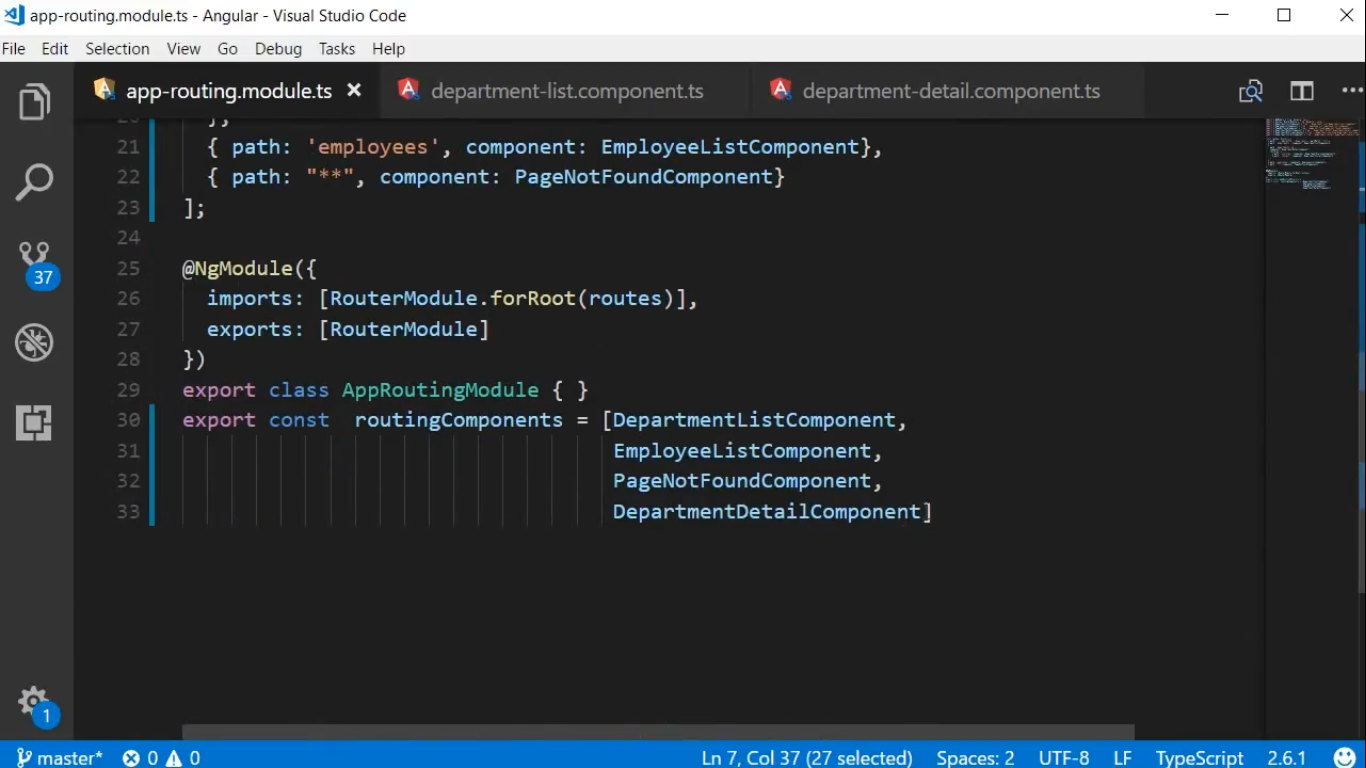 app-routing.module.ts - Angular - Visual Studio Code
File Edit Selection View Go Debug Tasks Help
app-routing.module.ts department-list.component.ts department-detail.component.ts
21 { path: 'employees', component: EmployeeListComponent},
22 { path: "**", component: PageNotFoundComponent}
23 ];
24
25 @NgModule({
26 imports: [RouterModule.forRoot(routes)],
27 exports: [RouterModule]
28 })
29 export class AppRoutingModule { }
30 export const  routingComponents = [DepartmentListComponent,
31 EmployeeListComponent,
32 PageNotFoundComponent,
33 DepartmentDetailComponent]
37
1
master* 0 0 Ln 7, Col 37 (27 selected) Spaces: 2 UTF-8 LF TypeScript 2.6.1